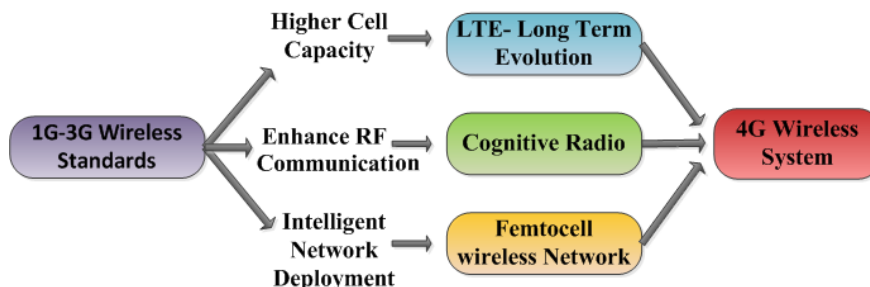 1G-3G Wireless
Standards
Higher Cell
Capacity
LTE- Long Term
Evolution
Enhance RF
Communication
Cognitive Radio
Intelligent
Network
Deployment
Femtocell
wireless Network
4G Wireless
System